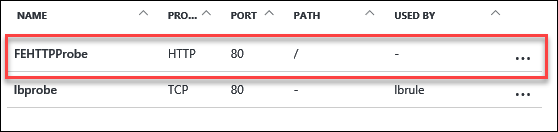 NAME PRO... PORT PATH USED BY
FEHTTPProbe HTTP 80 / - ...
lbprobe TCP 80 - lbrule ...